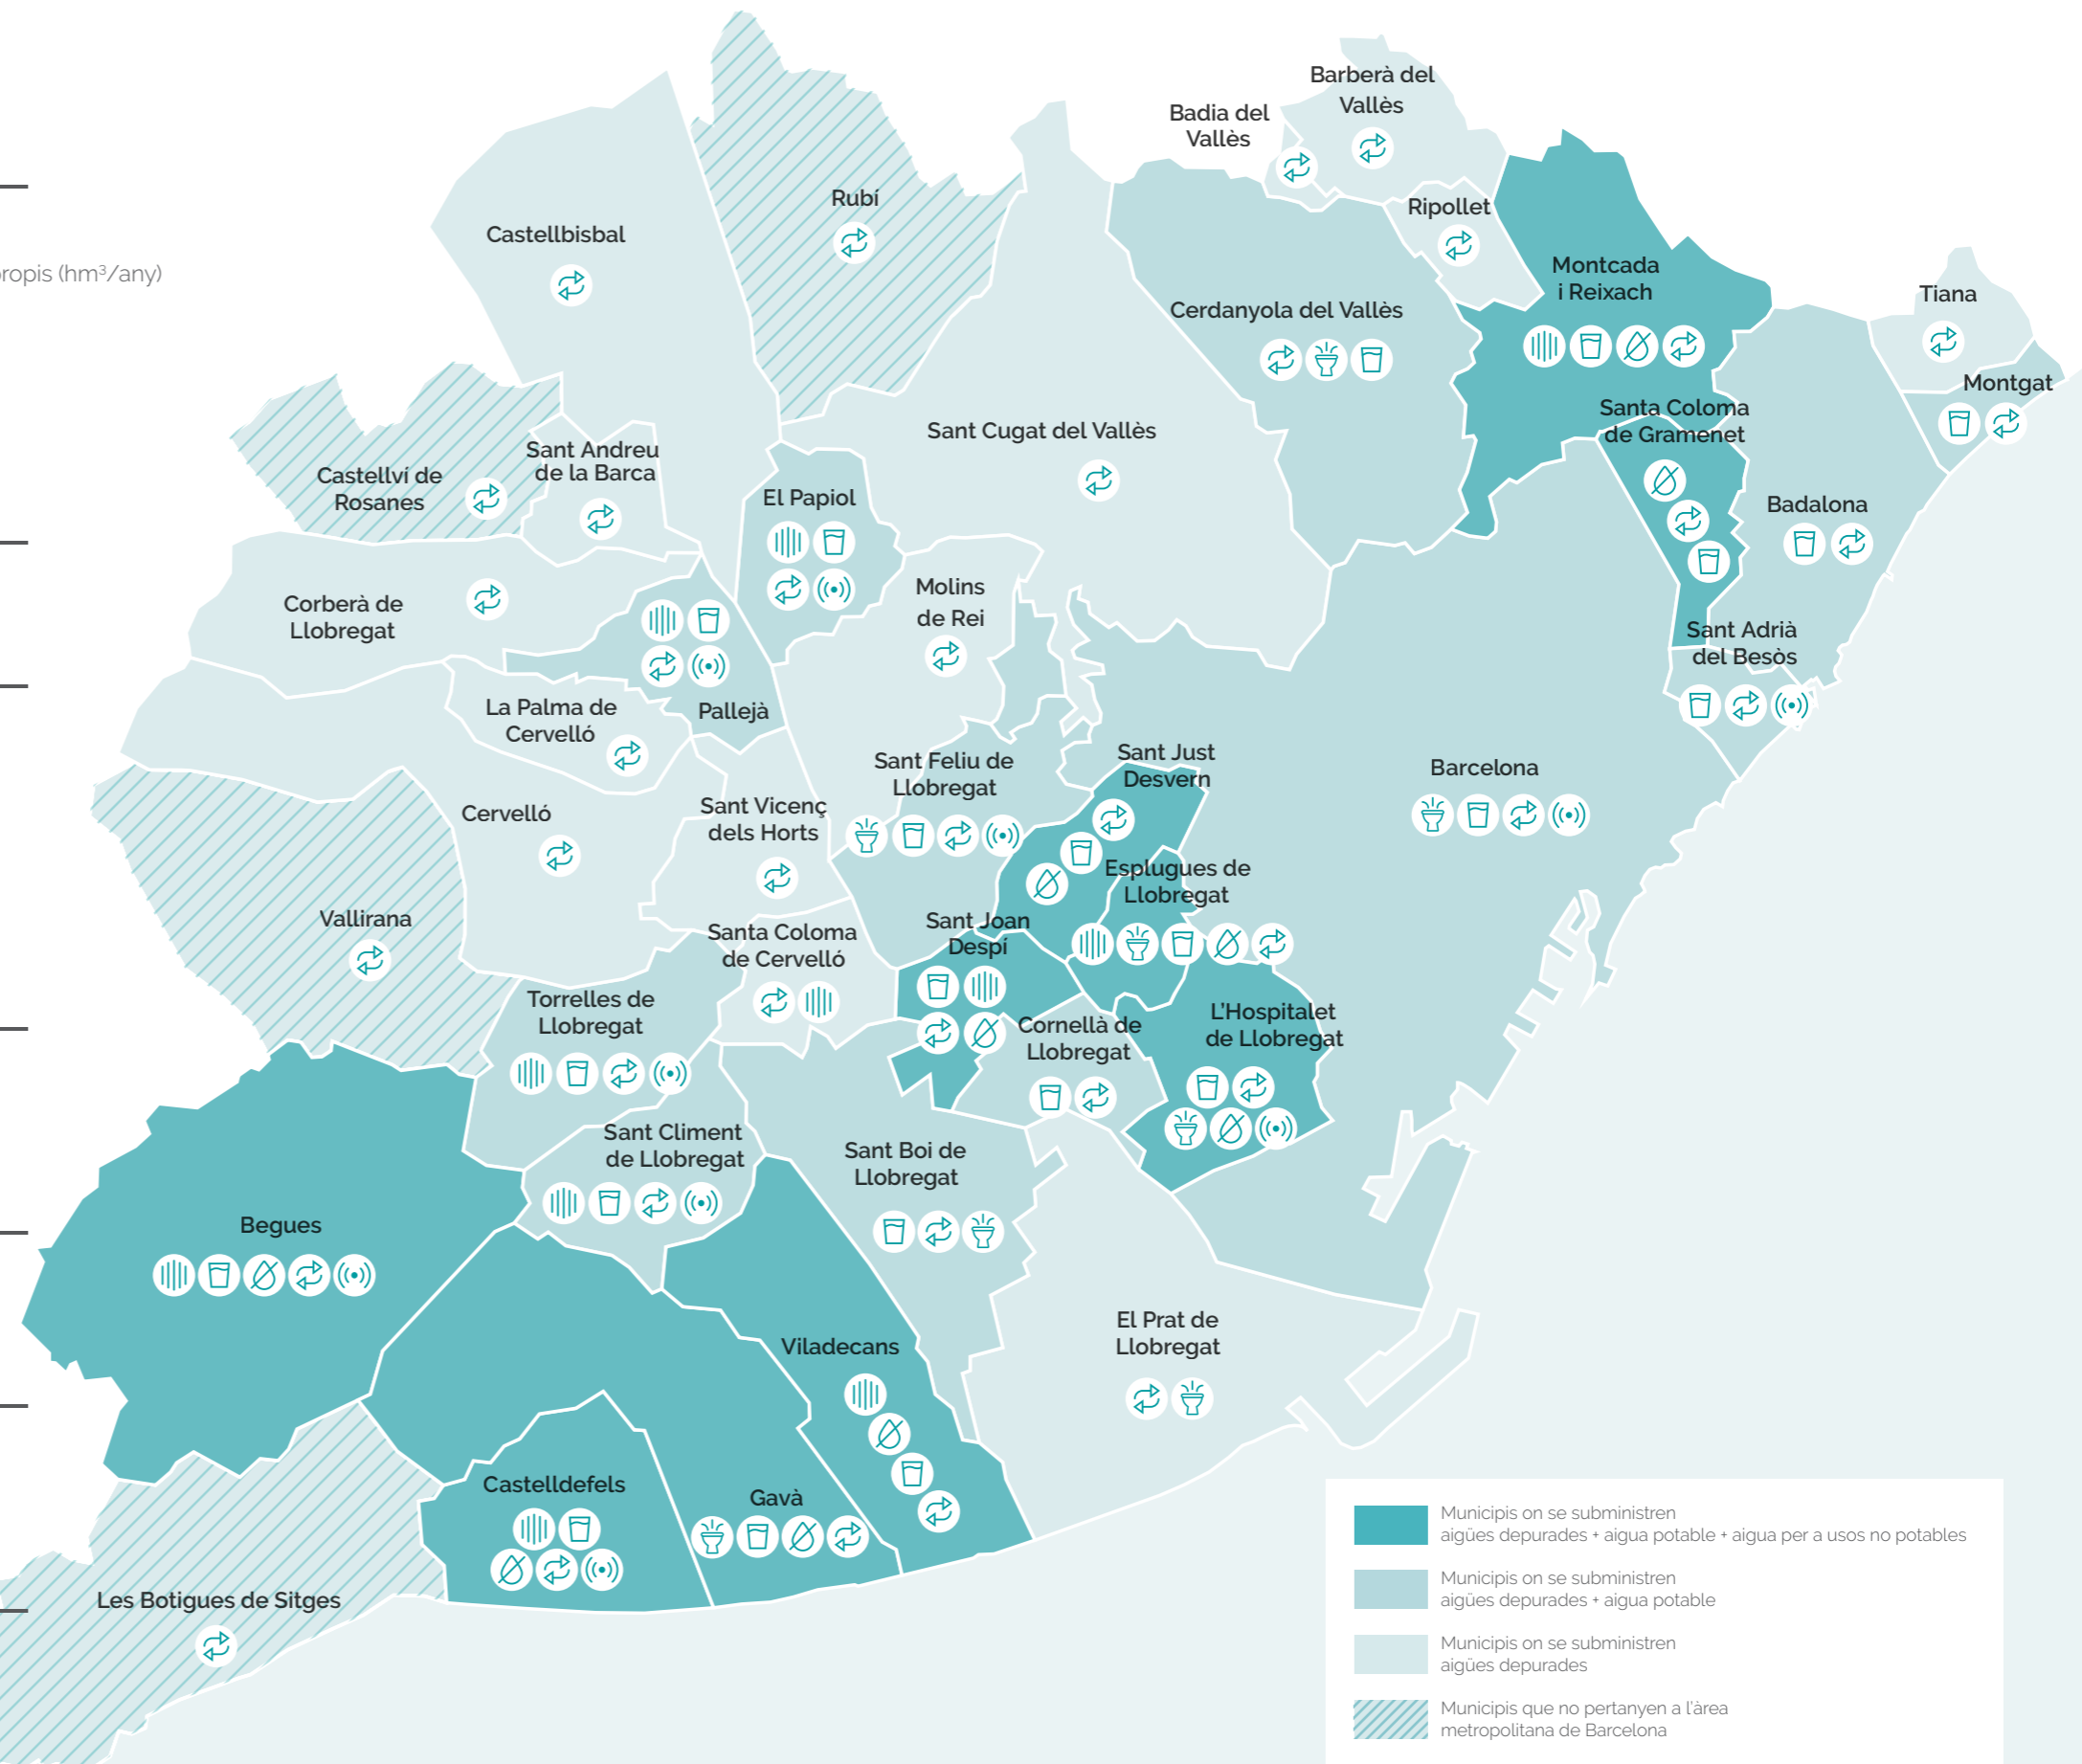 Barberà del
Vallès
Badia del
Vallès
Rubí
Ripollet
Castellbisbal
Montcada
i Reixach
ropis (hm³/any)
Tiana
Cerdanyola del Vallès
Montgat
Santa Coloma
de Gramenet
Sant Cugat del Vallès
Sant Andreu
de la Barca
Castellví de
Rosanes
El Papiol
Badalona
Molins
de Rei
Corberà de
Llobregat
Sant Adrià
del Besòs
La Palma de
Cervelló
Pallejà
Sant Just
Desvern
Sant Feliu de
Llobregat
Barcelona
Cervelló
Sant Vicenç
dels Horts
Esplugues de
Llobregat
Vallirana
Sant Joan
Despí
Santa Coloma
de Cervelló
Torrelles de
Llobregat
L'Hospitalet
de Llobregat
Cornellà de
Llobregat
Sant Climent
de Llobregat
Sant Boi de
Llobregat
Begues
El Prat de
Llobregat
Viladecans
Castelldefels
Gavà
Les Botigues de Sitges
Municipis on se subministren
aigües depurades + aigua potable + aigua per a usos no potables
Municipis on se subministren
aigües depurades + aigua potable
Municipis on se subministren
aigües depurades
Municipis que no pertanyen a l'àrea
metropolitana de Barcelona